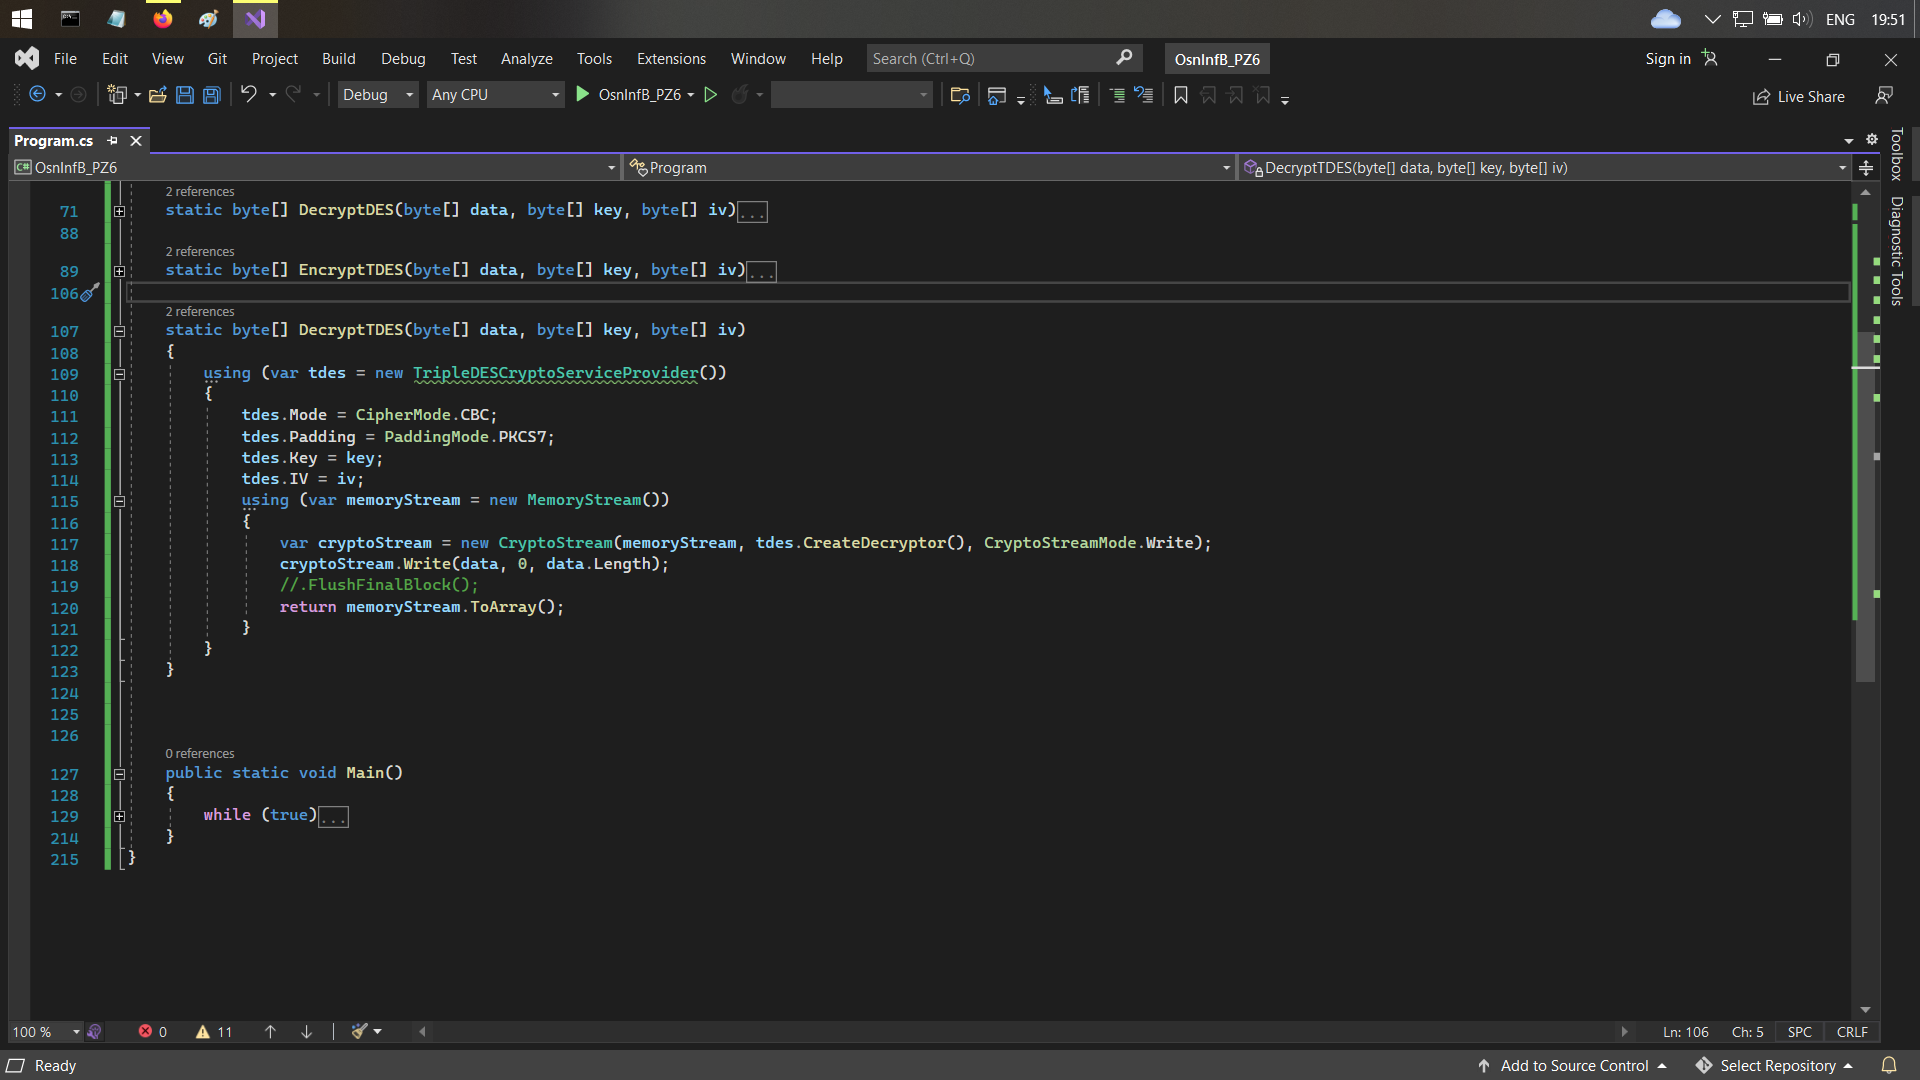 ENG 19:51
File Edit View Git Project Build Debug Test Analyze Tools Extensions Window Help Search (Ctrl+Q) OsnInfB_PZ6 Sign in
Debug Any CPU OsnInfB_PZ6 Live Share
Program.cs
C# OsnInfB_PZ6 Program DecryptTDES(byte[] data, byte[] key, byte[] iv)
Toolbox
Diagnostic Tools
2 references
71 static byte[] DecryptDES(byte[] data, byte[] key, byte[] iv)...
88
2 references
89 static byte[] EncryptTDES(byte[] data, byte[] key, byte[] iv)...
106
2 references
107 static byte[] DecryptTDES(byte[] data, byte[] key, byte[] iv)
108 {
109 using (var tdes = new TripleDESCryptoServiceProvider())
110 {
111 tdes.Mode = CipherMode.CBC;
112 tdes.Padding = PaddingMode.PKCS7;
113 tdes.Key = key;
114 tdes.IV = iv;
115 using (var memoryStream = new MemoryStream())
116 {
117 var cryptoStream = new CryptoStream(memoryStream, tdes.CreateDecryptor(), CryptoStreamMode.Write);
118 cryptoStream.Write(data, 0, data.Length);
119 //.FlushFinalBlock();
120 return memoryStream.ToArray();
121 }
122 }
123 }
124
125
126
0 references
127 public static void Main()
128 {
129 while (true)...
214 }
215 }
100 % 0 11 Ln: 106 Ch: 5 SPC CRLF
Ready Add to Source Control Select Repository